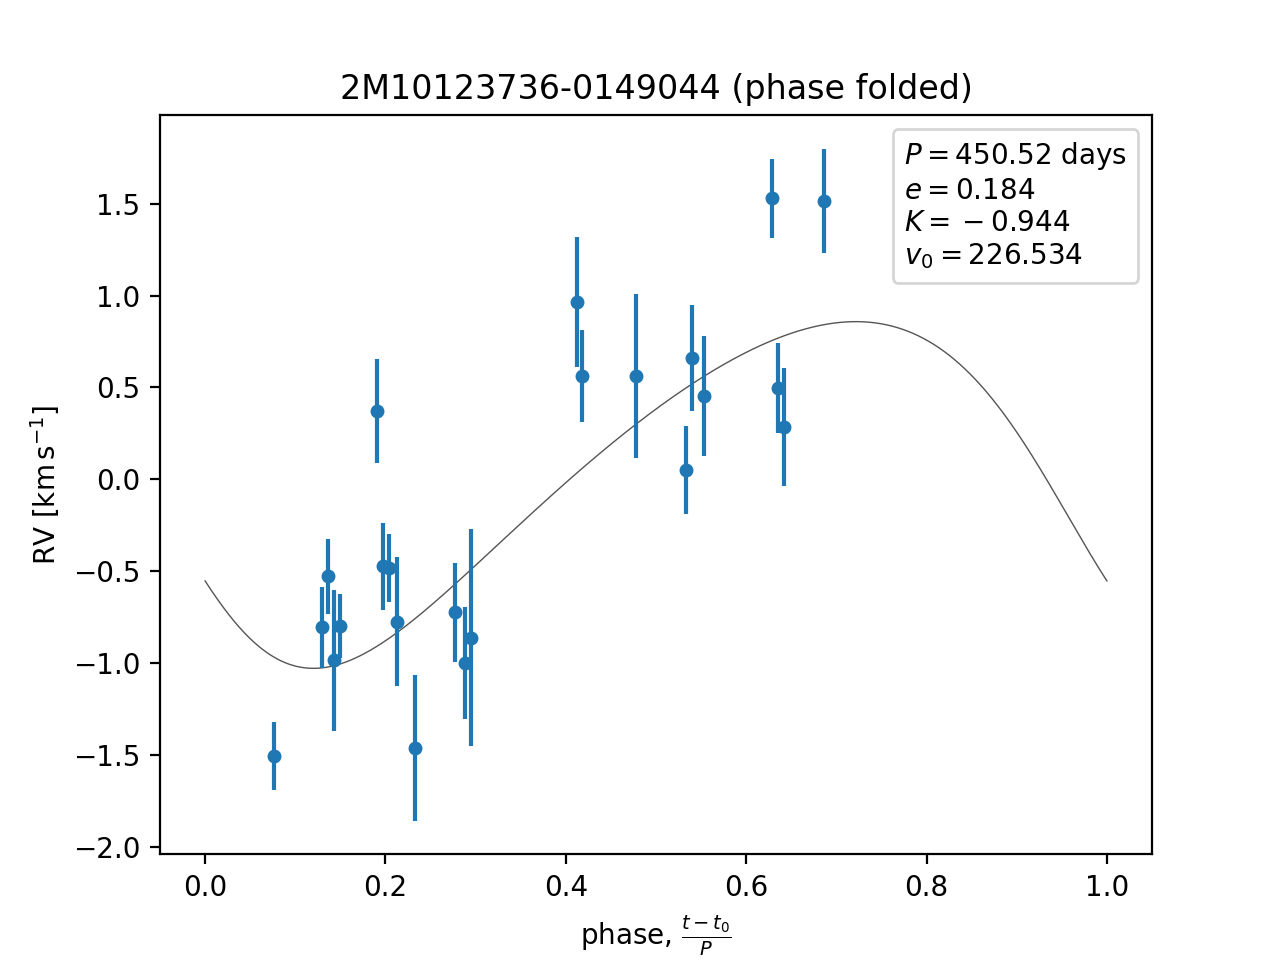 2M10123736-0149044 (phase folded)
P = 450.52 days
e = 0.184
K = −0.944
v₀ = 226.534
1.5
1.0
0.5
0.0
−0.5
−1.0
−1.5
−2.0
RV [km s⁻¹]
0.0 0.2 0.4 0.6 0.8 1.0
phase, (t − t₀)/P